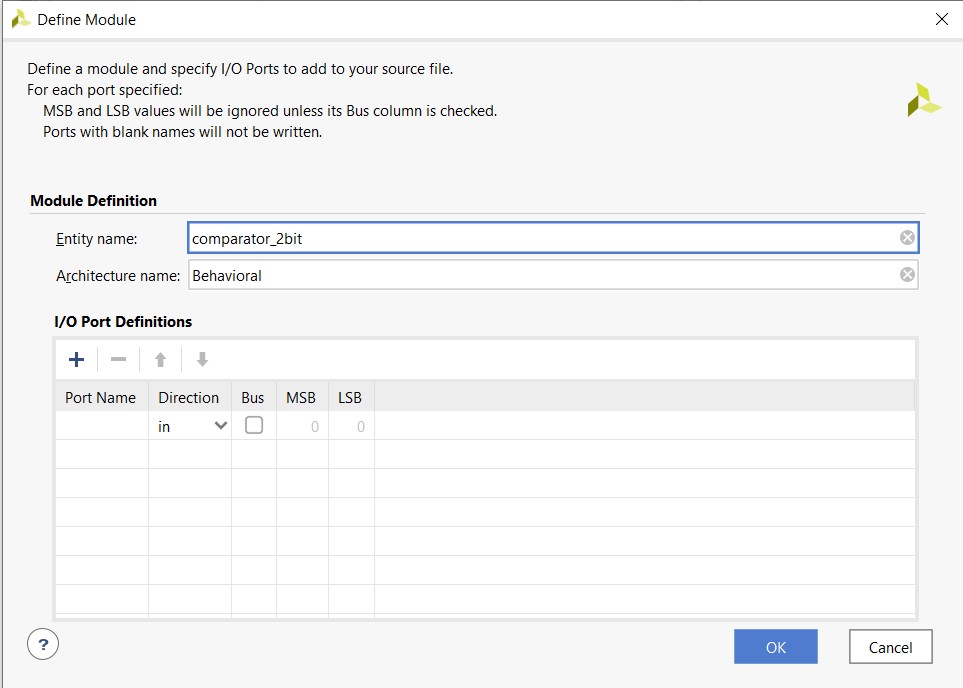 Define Module
Define a module and specify I/O Ports to add to your source file.
For each port specified:
MSB and LSB values will be ignored unless its Bus column is checked.
Ports with blank names will not be written.
Module Definition
Entity name: comparator_2bit
Architecture name: Behavioral
I/O Port Definitions
Port Name Direction Bus MSB LSB
in 0 0
? OK Cancel